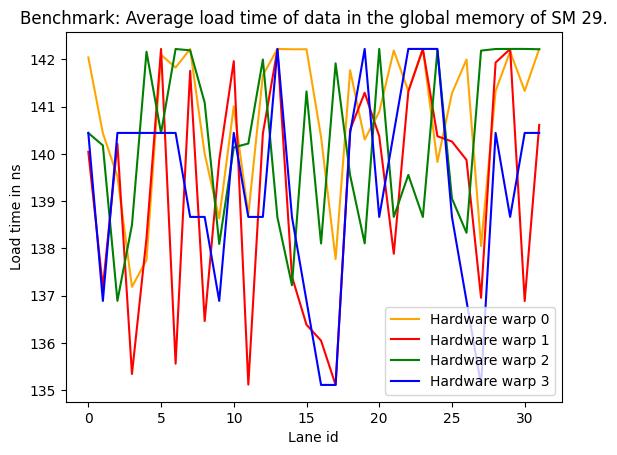 Benchmark: Average load time of data in the global memory of SM 29.
Load time in ns
142
141
140
139
138
137
136
135
0 5 10 15 20 25 30
Lane id
Hardware warp 0
Hardware warp 1
Hardware warp 2
Hardware warp 3